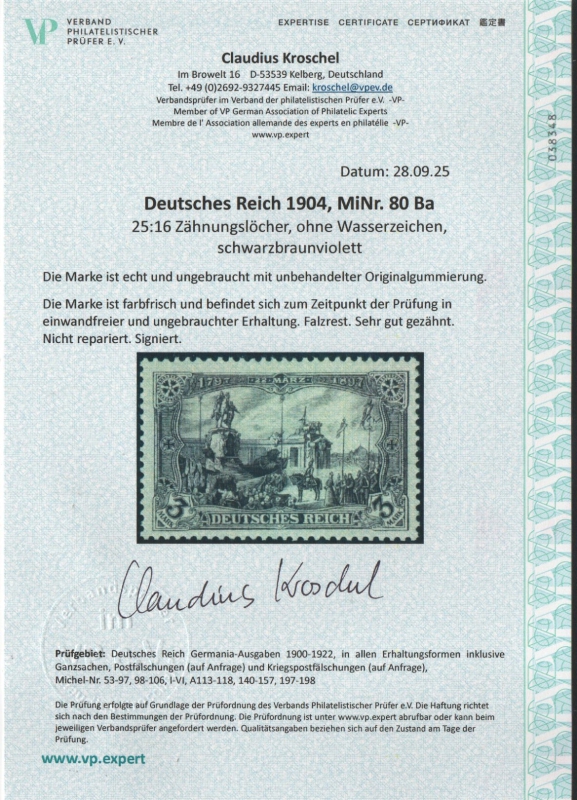 VP VERBAND
PHILATELISTISCHER
PRÜFER E. V.
EXPERTISE CERTIFICATE СЕРТИФИКАТ 鑑定書
Claudius Kroschel
Im Browelt 16 D-53539 Kelberg, Deutschland
Tel. +49 (0)2692-9327445 Email: kroschel@vpev.de
Verbandsprüfer im Verband der philatelistischen Prüfer e.V. -VP-
Member of VP German Association of Philatelic Experts
Membre de l' Association allemande des experts en philatélie -VP-
www.vp.expert
038348
Datum: 28.09.25
Deutsches Reich 1904, MiNr. 80 Ba
25:16 Zähnungslöcher, ohne Wasserzeichen,
schwarzbraunviolett
Die Marke ist echt und ungebraucht mit unbehandelter Originalgummierung.
Die Marke ist farbfrisch und befindet sich zum Zeitpunkt der Prüfung in
einwandfreier und ungebrauchter Erhaltung. Falzrest. Sehr gut gezähnt.
Nicht repariert. Signiert.
1797 22 MÄRZ 1897
3 MARK DEUTSCHES REICH 3 MARK
Claudius Kroschel
Prüfgebiet: Deutsches Reich Germania-Ausgaben 1900-1922, in allen Erhaltungsformen inklusive
Ganzsachen, Postfälschungen (auf Anfrage) und Kriegspostfälschungen (auf Anfrage),
Michel-Nr. 53-97, 98-106, I-VI, A113-118, 140-157, 197-198
Die Prüfung erfolgte auf Grundlage der Prüfordnung des Verbands Philatelistischer Prüfer e.V. Die Haftung richtet
sich nach den Bestimmungen der Prüfordnung. Die Prüfordnung ist unter www.vp.expert abrufbar oder kann beim
jeweiligen Verbandsprüfer angefordert werden. Qualitätsangaben beziehen sich auf den Zustand am Tage der
Prüfung.
www.vp.expert